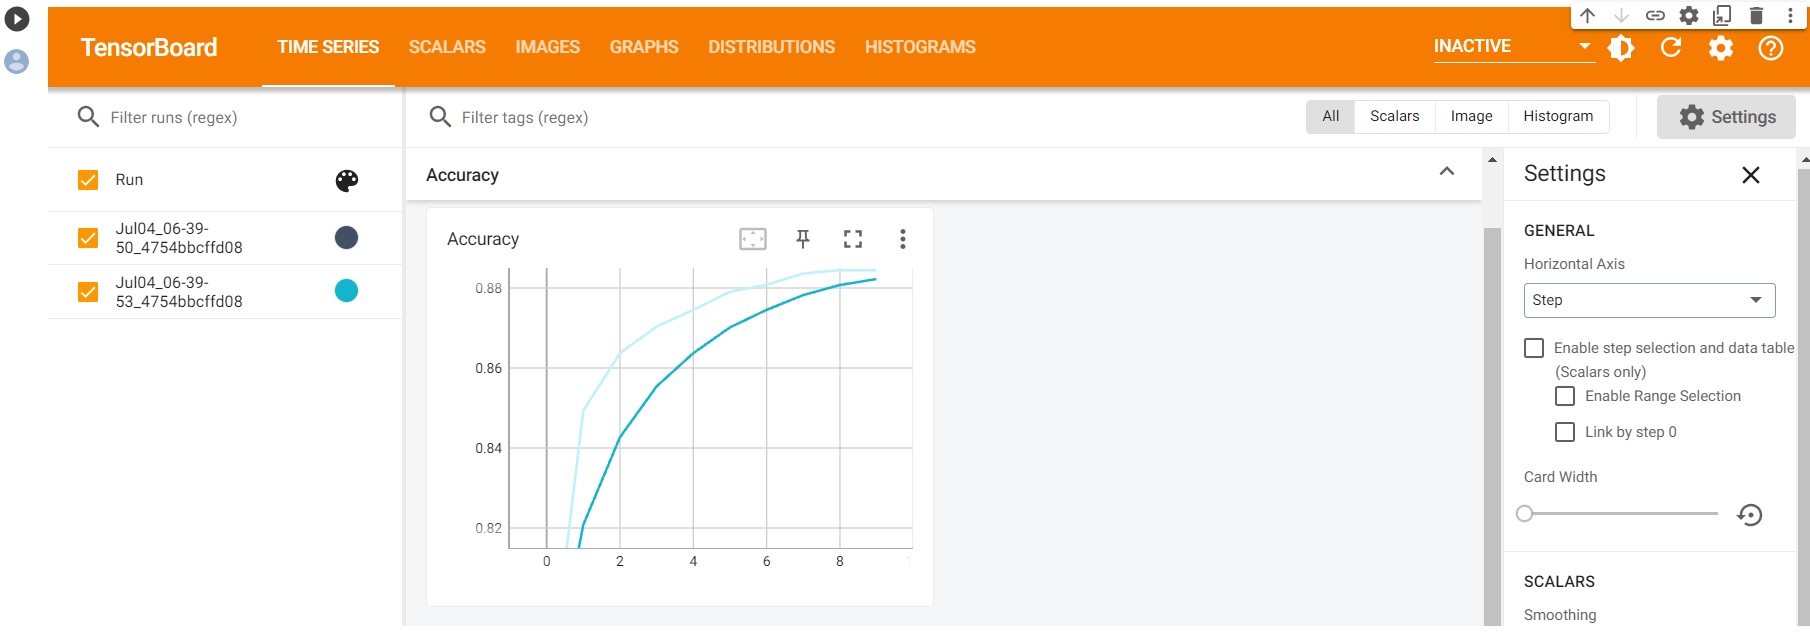 TensorBoard
TIME SERIES SCALARS IMAGES GRAPHS DISTRIBUTIONS HISTOGRAMS
INACTIVE
Filter runs (regex)
Run
Jul04_06-39-
50_4754bbcffd08
Jul04_06-39-
53_4754bbcffd08
Filter tags (regex)
All Scalars Image Histogram
Settings
Accuracy
Accuracy
0.88
0.86
0.84
0.82
0 2 4 6 8
Settings
GENERAL
Horizontal Axis
Step
Enable step selection and data table
(Scalars only)
Enable Range Selection
Link by step 0
Card Width
SCALARS
Smoothing